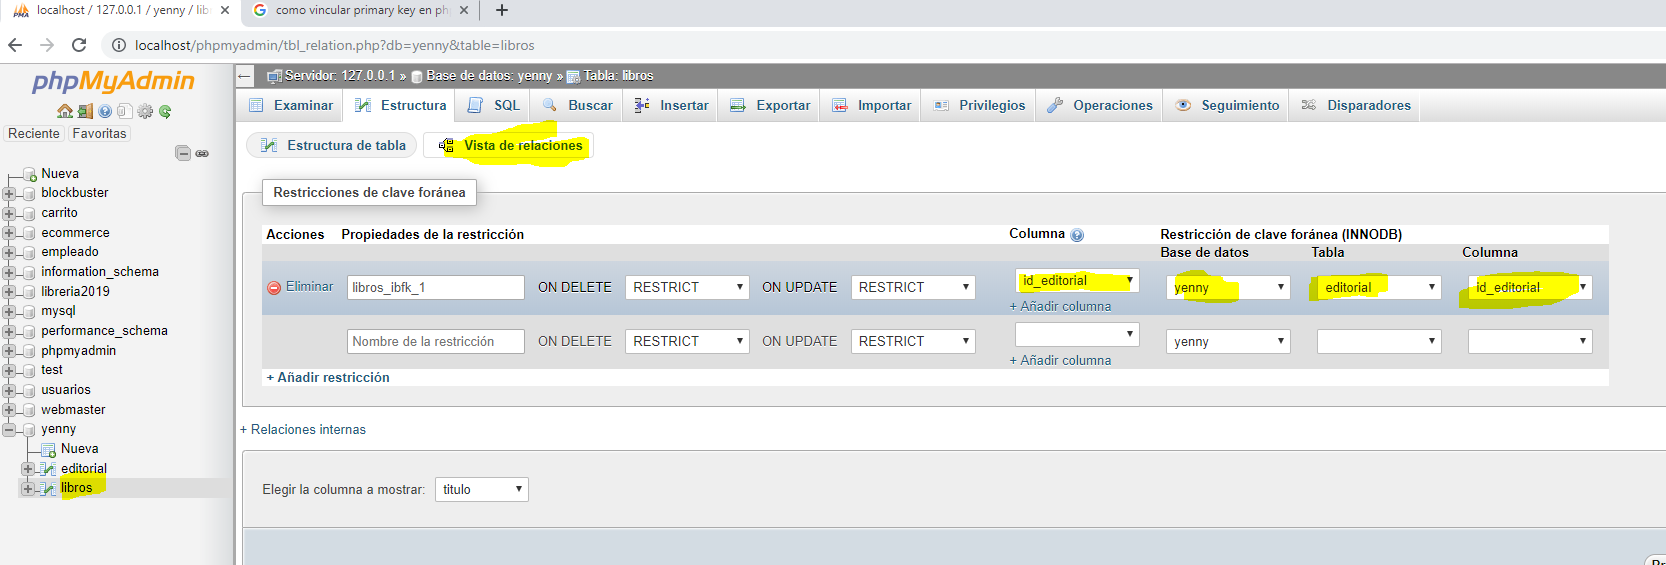 localhost / 127.0.0.1 / yenny / libr
como vincular primary key en ph
localhost/phpmyadmin/tbl_relation.php?db=yenny&table=libros
phpMyAdmin
Reciente
Favoritas
Nueva
blockbuster
carrito
ecommerce
empleado
information_schema
libreria2019
mysql
performance_schema
phpmyadmin
test
usuarios
webmaster
yenny
Nueva
editorial
libros
Servidor: 127.0.0.1 » Base de datos: yenny » Tabla: libros
Examinar Estructura SQL Buscar Insertar Exportar Importar Privilegios Operaciones Seguimiento Disparadores
Estructura de tabla Vista de relaciones
Restricciones de clave foránea
Acciones Propiedades de la restricción Columna Restricción de clave foránea (INNODB)
Base de datos Tabla Columna
Eliminar libros_ibfk_1 ON DELETE RESTRICT ON UPDATE RESTRICT id_editorial yenny editorial id_editorial
+ Añadir columna
Nombre de la restricción ON DELETE RESTRICT ON UPDATE RESTRICT yenny
+ Añadir columna
+ Añadir restricción
+ Relaciones internas
Elegir la columna a mostrar: titulo